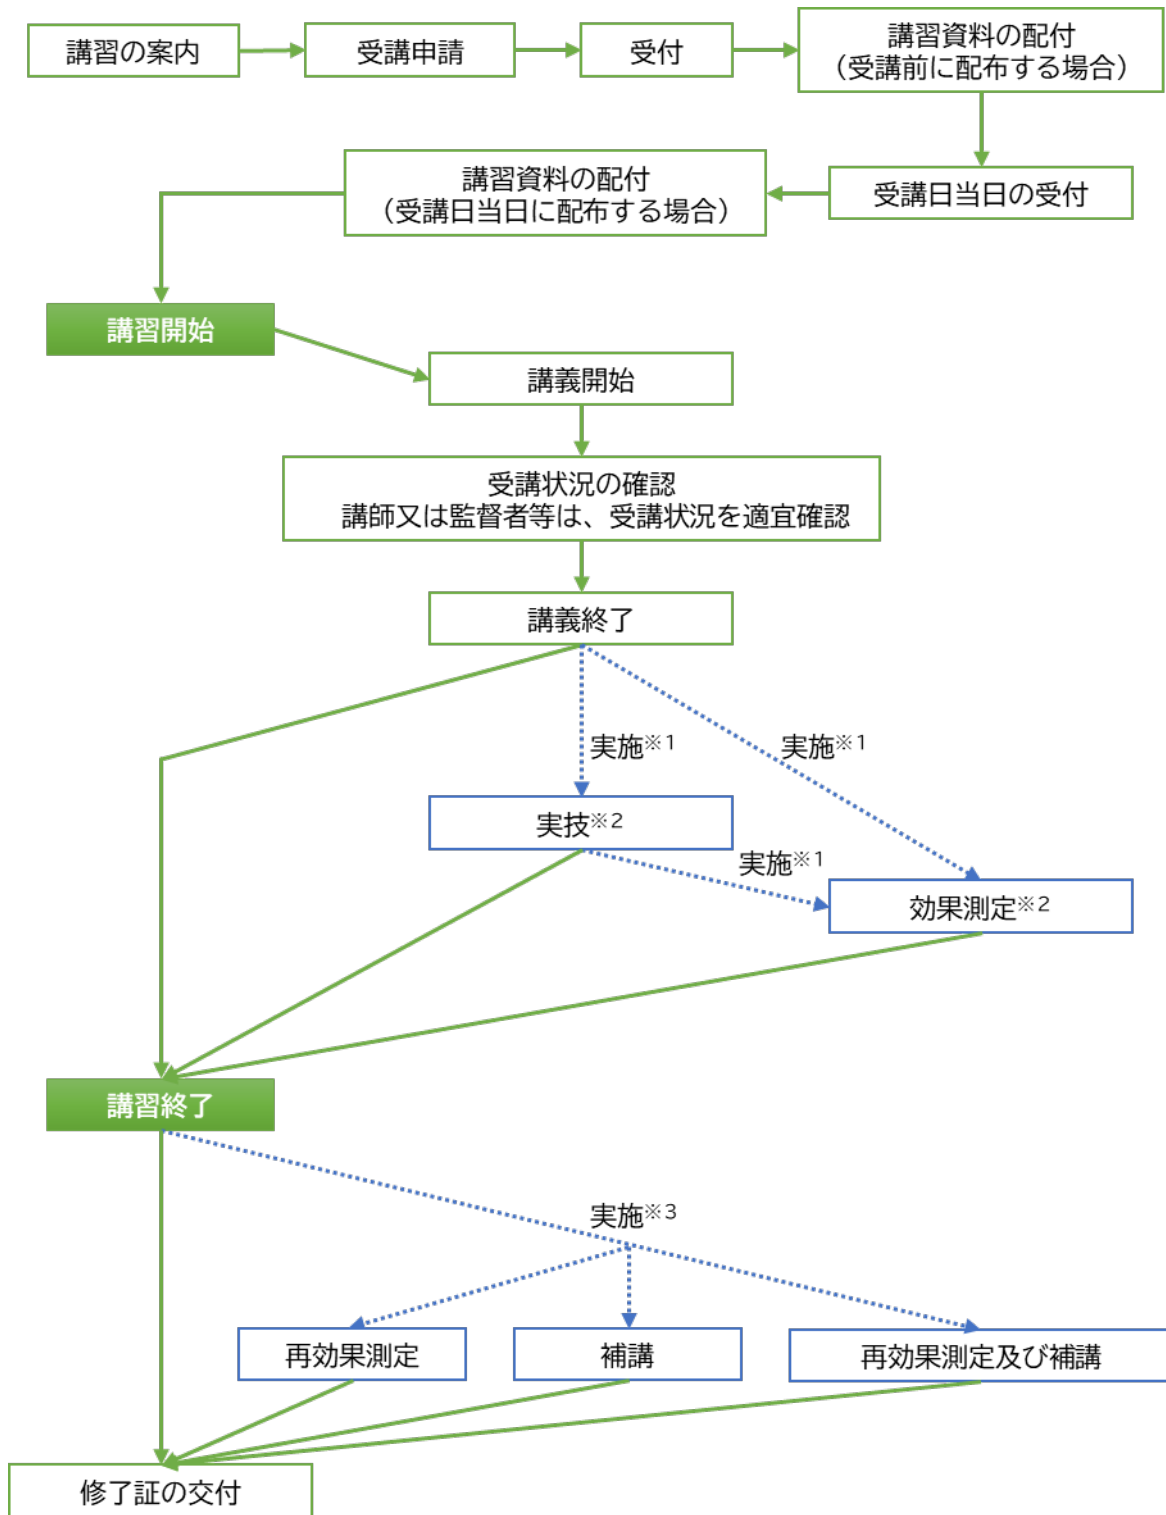 講習の案内
受講申請
受付
講習資料の配付
（受講前に配布する場合）
受講日当日の受付
講習資料の配付
（受講日当日に配布する場合）
講習開始
講義開始
受講状況の確認
講師又は監督者等は、受講状況を適宜確認
講義終了
実施※1
実施※1
実技※2
実施※1
効果測定※2
講習終了
実施※3
再効果測定
補講
再効果測定及び補講
修了証の交付